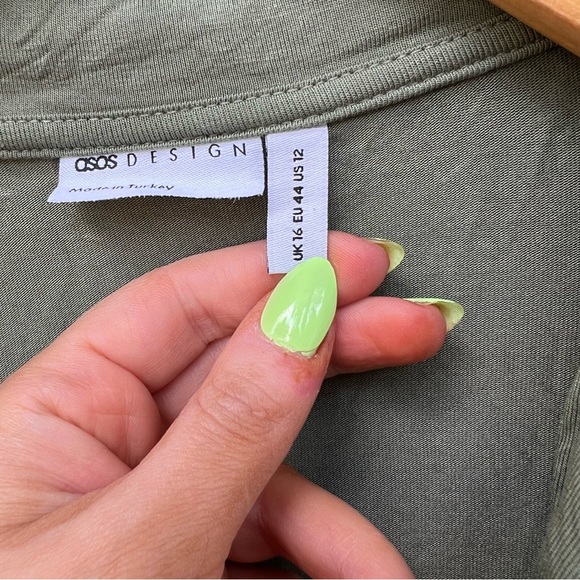 asos DESIGN
Made in Turkey
UK 16 EU 44 US 12